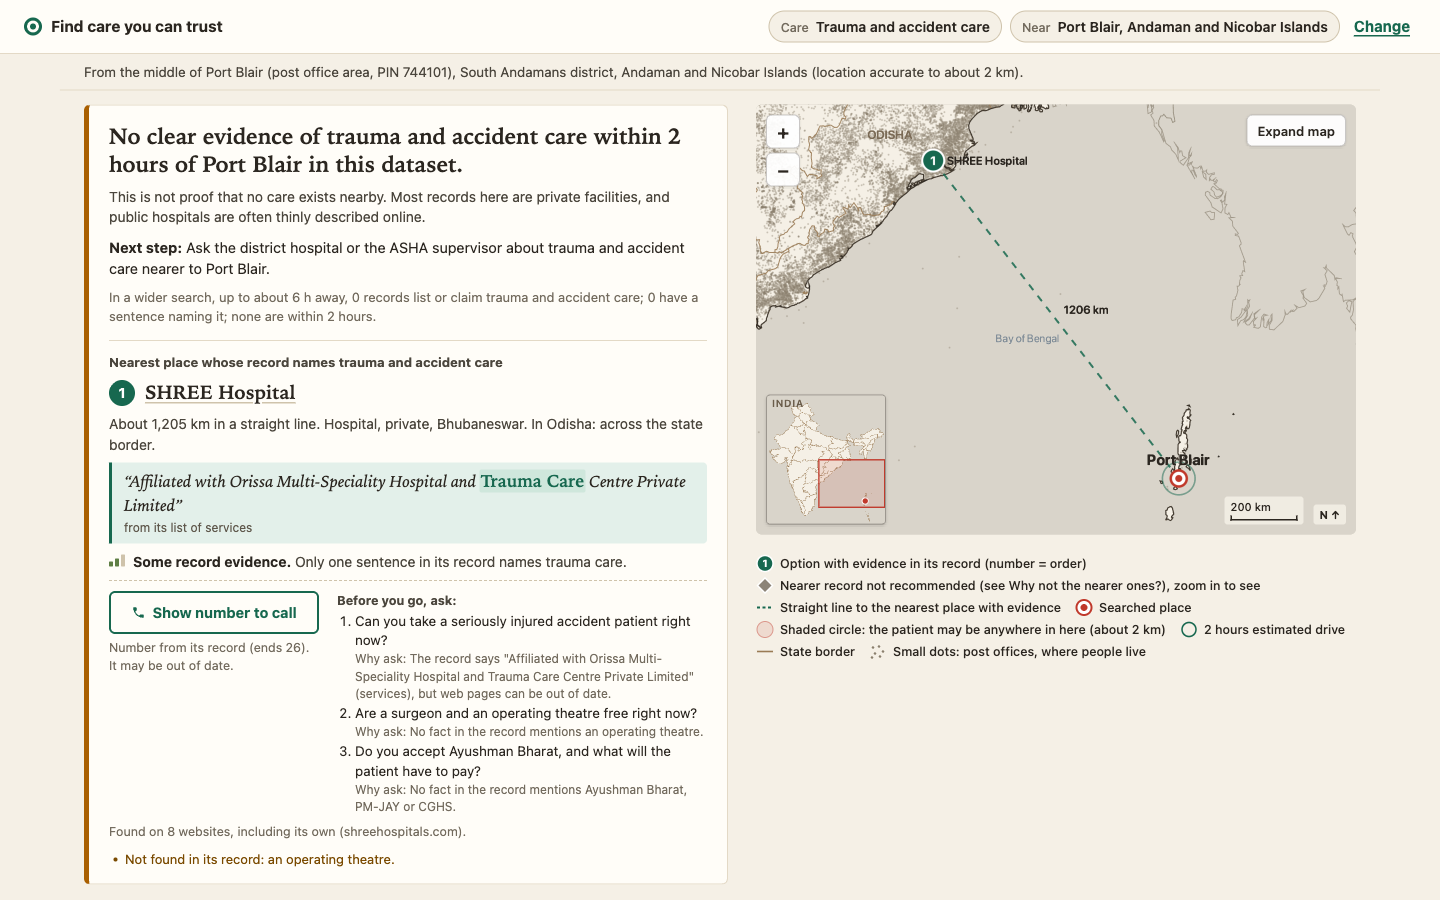 Find care you can trust
Care Trauma and accident care
Near Port Blair, Andaman and Nicobar Islands
Change
From the middle of Port Blair (post office area, PIN 744101), South Andamans district, Andaman and Nicobar Islands (location accurate to about 2 km).
No clear evidence of trauma and accident care within 2
hours of Port Blair in this dataset.
This is not proof that no care exists nearby. Most records here are private facilities, and
public hospitals are often thinly described online.
Next step: Ask the district hospital or the ASHA supervisor about trauma and accident
care nearer to Port Blair.
In a wider search, up to about 6 h away, 0 records list or claim trauma and accident care; 0 have a
sentence naming it; none are within 2 hours.
Nearest place whose record names trauma and accident care
1 SHREE Hospital
About 1,205 km in a straight line. Hospital, private, Bhubaneswar. In Odisha: across the state
border.
“Affiliated with Orissa Multi-Speciality Hospital and Trauma Care Centre Private
Limited”
from its list of services
Some record evidence. Only one sentence in its record names trauma care.
Show number to call
Number from its record (ends 26).
It may be out of date.
Before you go, ask:
1. Can you take a seriously injured accident patient right
now?
Why ask: The record says "Affiliated with Orissa Multi-
Speciality Hospital and Trauma Care Centre Private Limited"
(services), but web pages can be out of date.
2. Are a surgeon and an operating theatre free right now?
Why ask: No fact in the record mentions an operating theatre.
3. Do you accept Ayushman Bharat, and what will the
patient have to pay?
Why ask: No fact in the record mentions Ayushman Bharat,
PM-JAY or CGHS.
Found on 8 websites, including its own (shreehospitals.com).
• Not found in its record: an operating theatre.
+
−
ODISHA
1 SHREE Hospital
Expand map
1206 km
Bay of Bengal
INDIA
Port Blair
200 km
N ↑
1 Option with evidence in its record (number = order)
Nearer record not recommended (see Why not the nearer ones?), zoom in to see
Straight line to the nearest place with evidence
Searched place
Shaded circle: the patient may be anywhere in here (about 2 km)
2 hours estimated drive
State border
Small dots: post offices, where people live